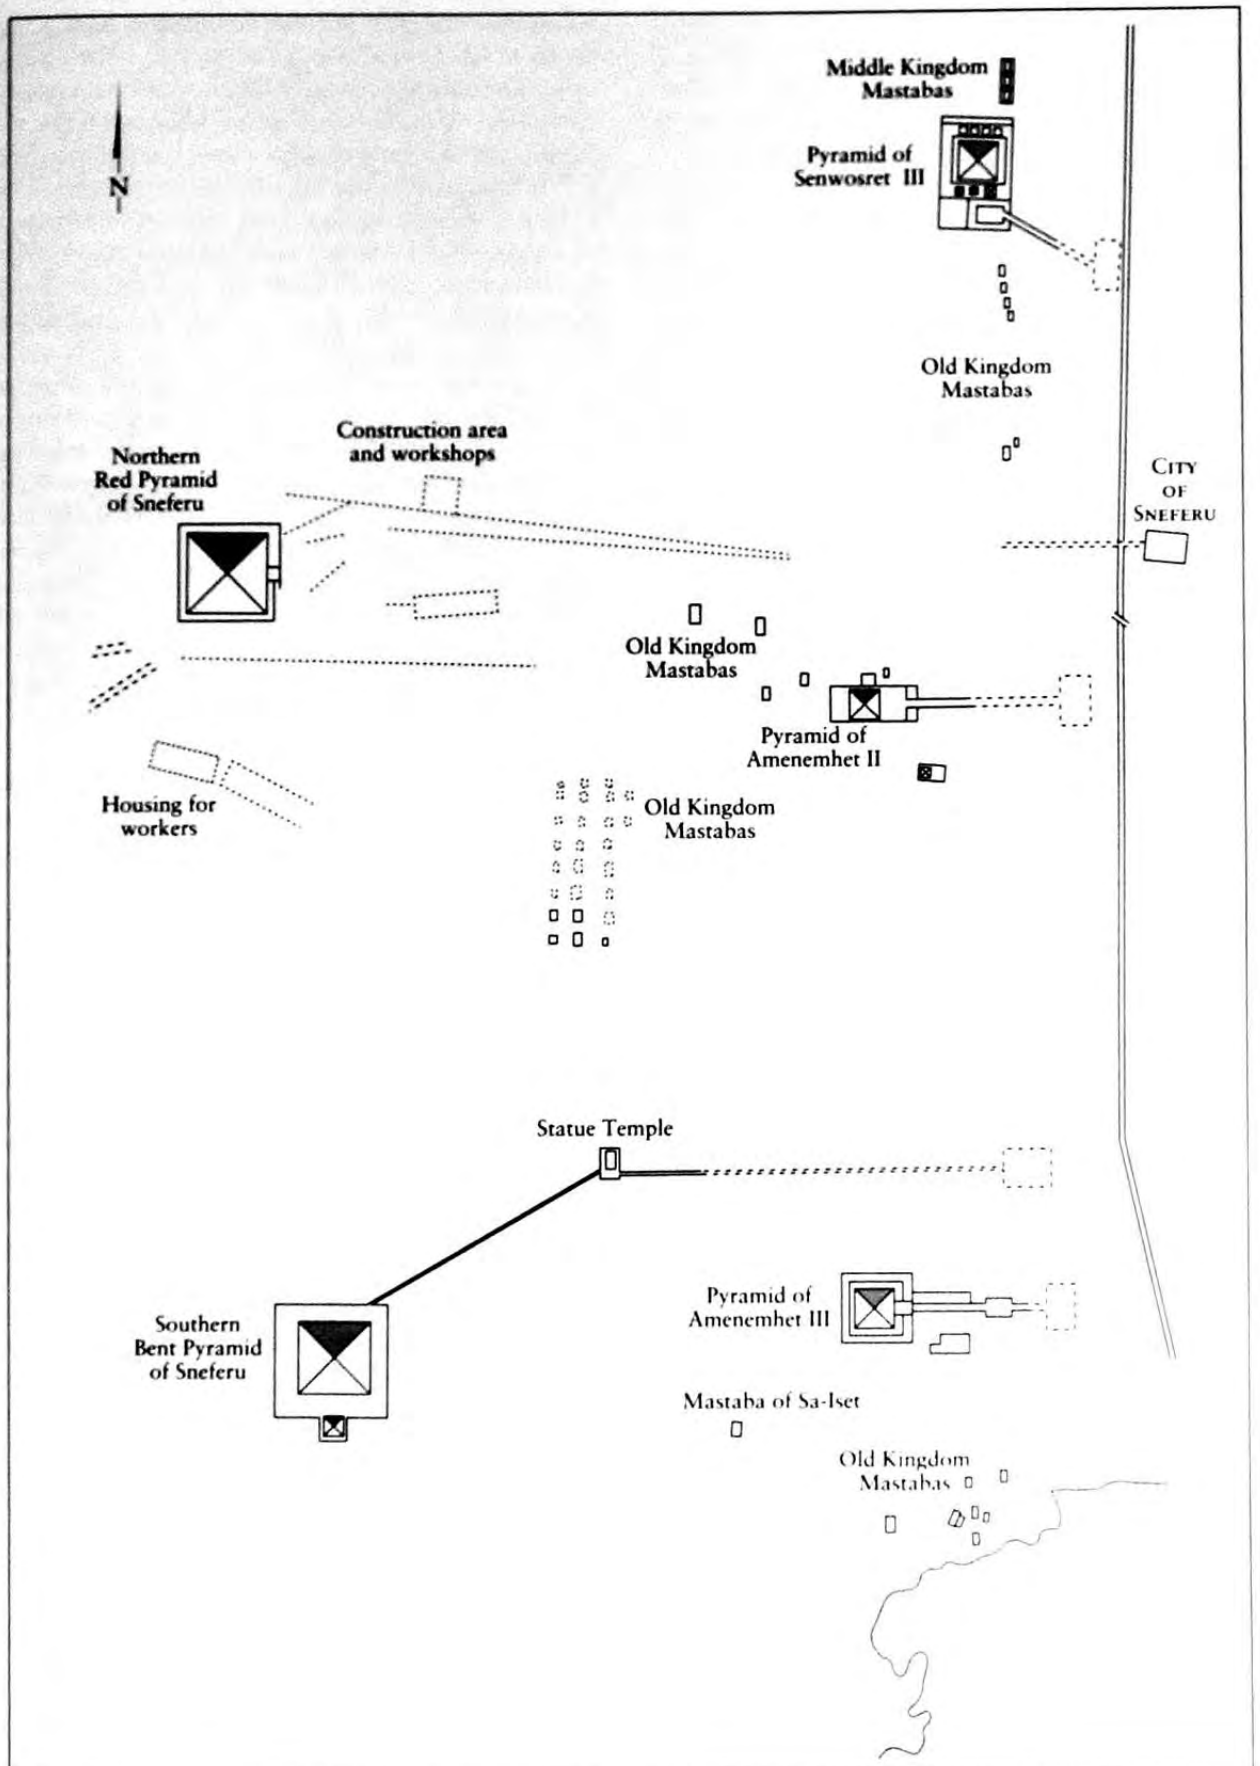 Middle Kingdom
Mastabas
Pyramid of
Senwosret III
N
Old Kingdom
Mastabas
Construction area
and workshops
Northern
Red Pyramid
of Sneferu
CITY
OF
SNEFERU
Old Kingdom
Mastabas
Pyramid of
Amenemhet II
Housing for
workers
Old Kingdom
Mastabas
Statue Temple
Pyramid of
Amenemhet III
Southern
Bent Pyramid
of Sneferu
Mastaba of Sa-Iset
Old Kingdom
Mastabas